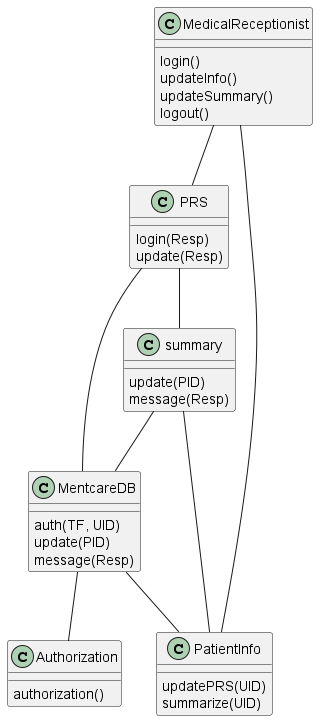 C MedicalReceptionist
login()
updateInfo()
updateSummary()
logout()
C PRS
login(Resp)
update(Resp)
C summary
update(PID)
message(Resp)
C MentcareDB
auth(TF, UID)
update(PID)
message(Resp)
C Authorization
authorization()
C PatientInfo
updatePRS(UID)
summarize(UID)